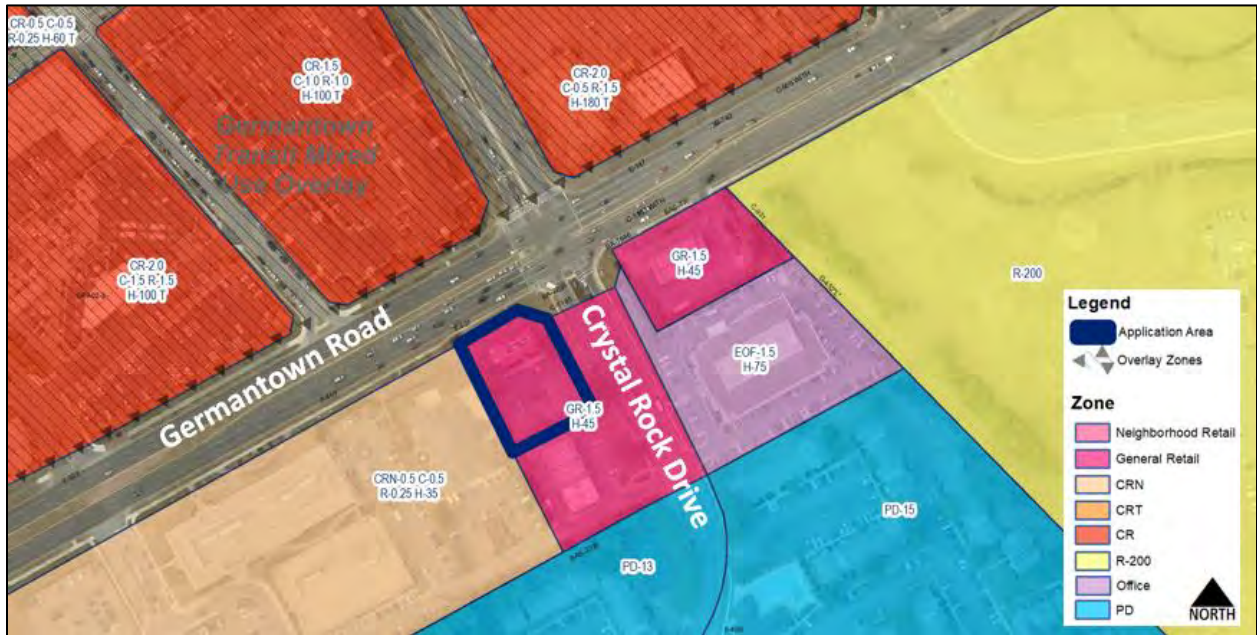 CR-0.5 C-0.5
R-0.25 H-60 T
CR-1.5
C-1.0 R-1.0
H-100 T
CR-2.0
C-0.5 R-1.5
H-180 T
Germantown
Transit Mixed
Use Overlay
CR-2.0
C-1.5 R-1.5
H-100 T
GR-1.5
H-45
R-200
EOF-1.5
H-75
GR-1.5
H-45
Germantown Road
Crystal Rock Drive
CRN-0.5 C-0.5
R-0.25 H-35
PD-15
PD-13
Legend
Application Area
Overlay Zones
Zone
Neighborhood Retail
General Retail
CRN
CRT
CR
R-200
Office
PD
NORTH